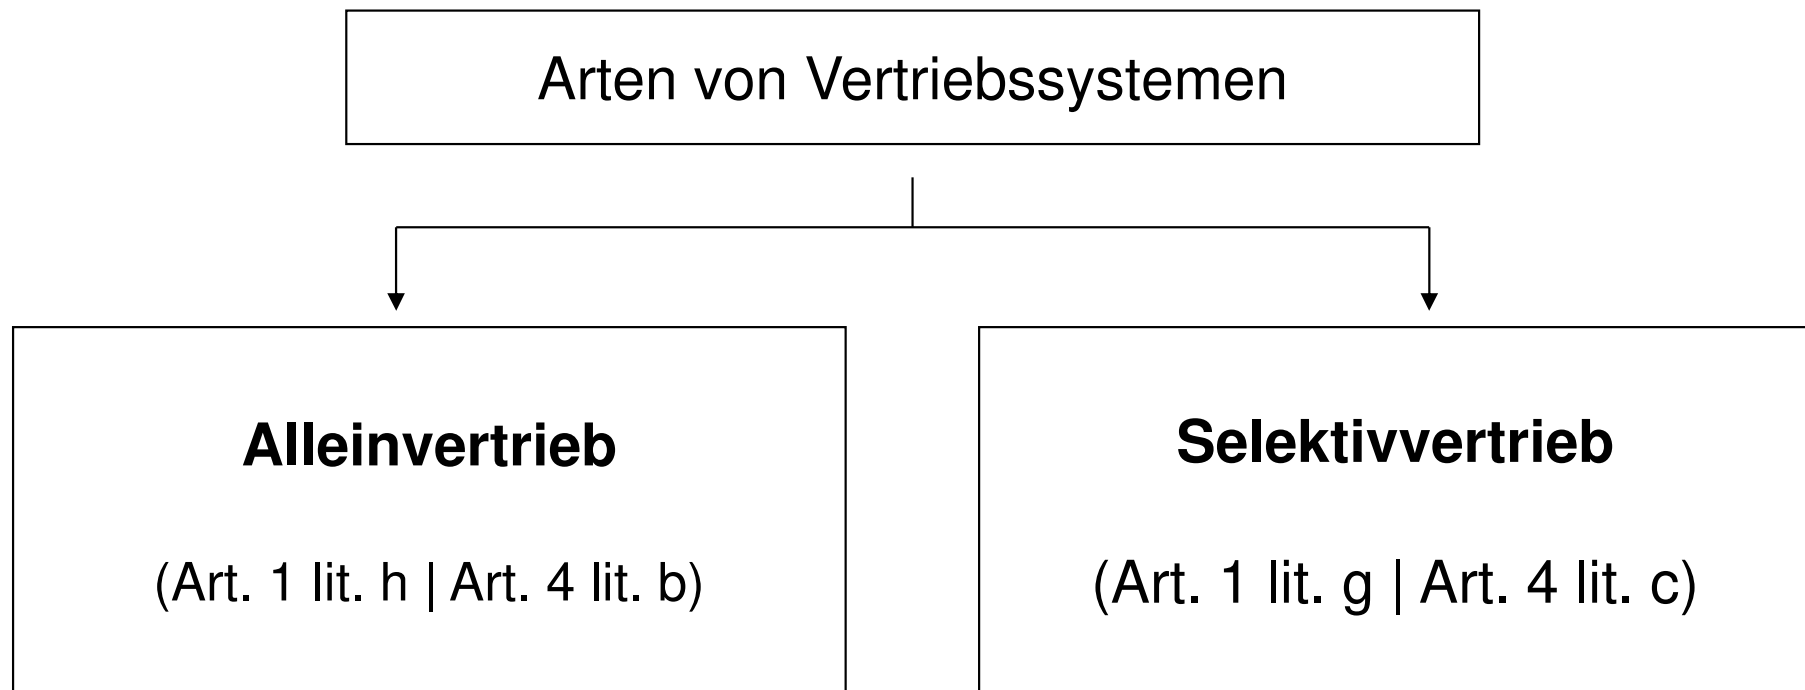 Arten von Vertriebssystemen
Alleinvertrieb
(Art. 1 lit. h | Art. 4 lit. b)
Selektivvertrieb
(Art. 1 lit. g | Art. 4 lit. c)